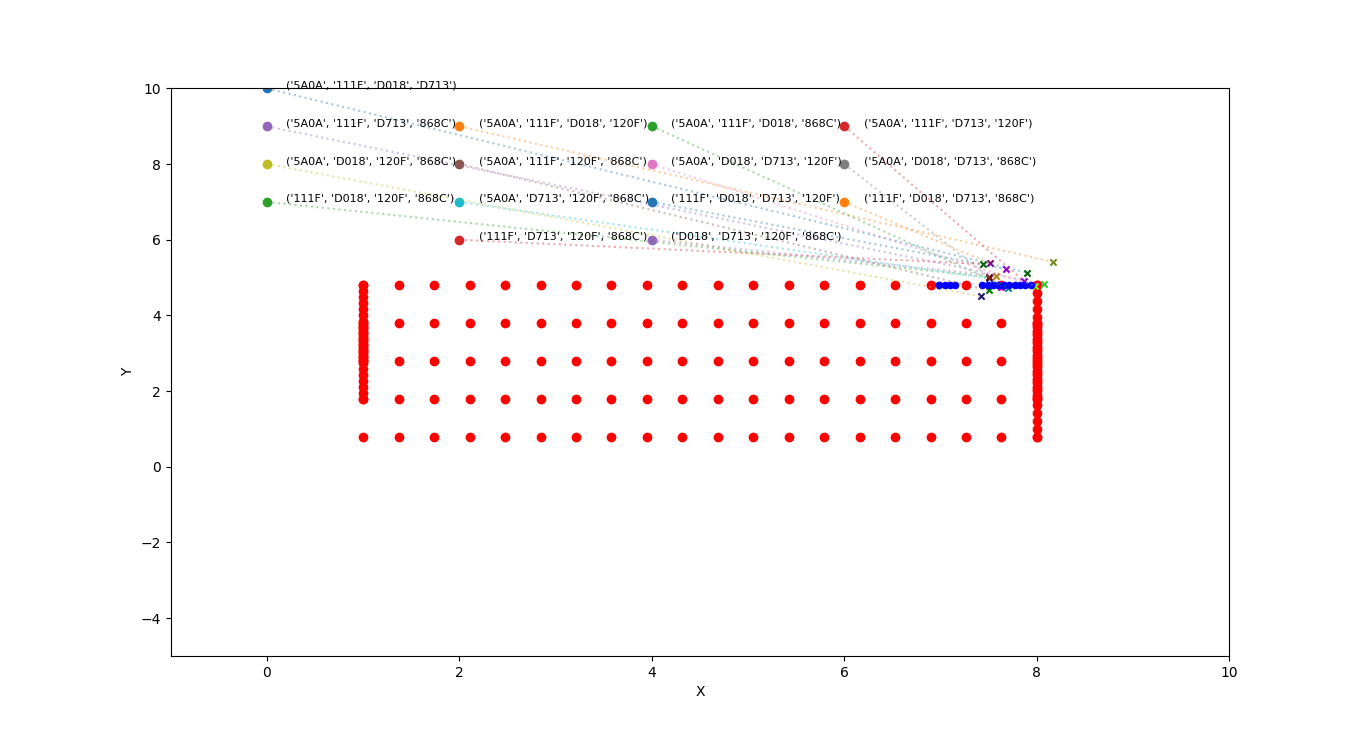 ('5A0A', '111F', 'D018', 'D713')
('5A0A', '111F', 'D713', '868C') ('5A0A', '111F', 'D018', '120F') ('5A0A', '111F', 'D018', '868C') ('5A0A', '111F', 'D713', '120F')
('5A0A', 'D018', '120F', '868C') ('5A0A', '111F', '120F', '868C') ('5A0A', 'D018', 'D713', '120F') ('5A0A', 'D018', 'D713', '868C')
('111F', 'D018', '120F', '868C') ('5A0A', 'D713', '120F', '868C') ('111F', 'D018', 'D713', '120F') ('111F', 'D018', 'D713', '868C')
('111F', 'D713', '120F', '868C') ('D018', 'D713', '120F', '868C')
10
8
6
4
2
0
−2
−4
Y
0 2 4 6 8 10
X